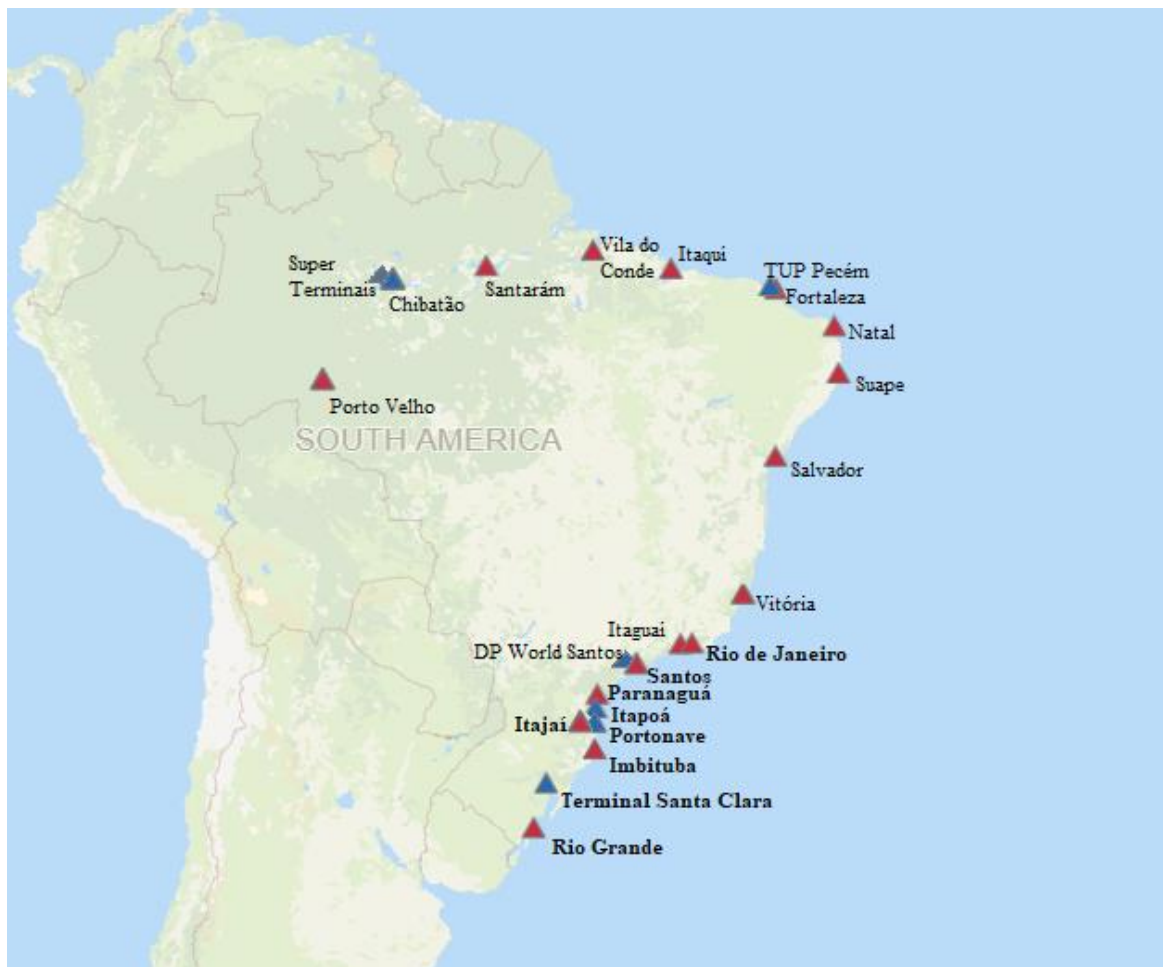 Vila do
Conde
Itaquí
Super
Terminais
Chibatão
Santarám
TUP Pecém
Fortaleza
Natal
Suape
Porto Velho
SOUTH AMERICA
Salvador
Vitória
Itaguai
Rio de Janeiro
DP World Santos
Santos
Paranaguá
Itapoá
Itajaí
Portonave
Imbituba
Terminal Santa Clara
Rio Grande